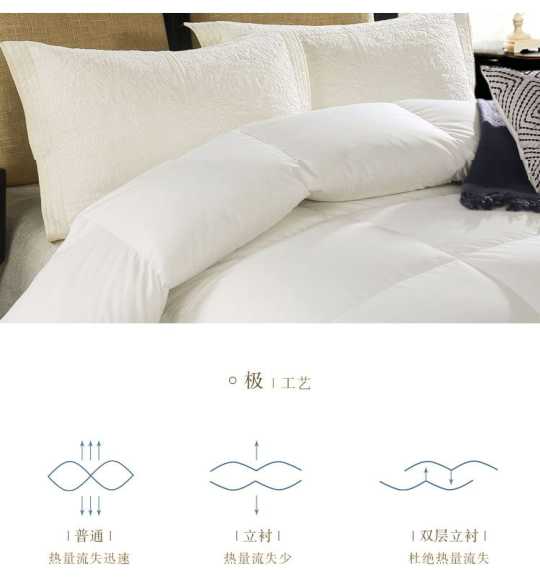 极 | 工艺
| 普通 |
热量流失迅速
| 立衬 |
热量流失少
| 双层立衬 |
杜绝热量流失